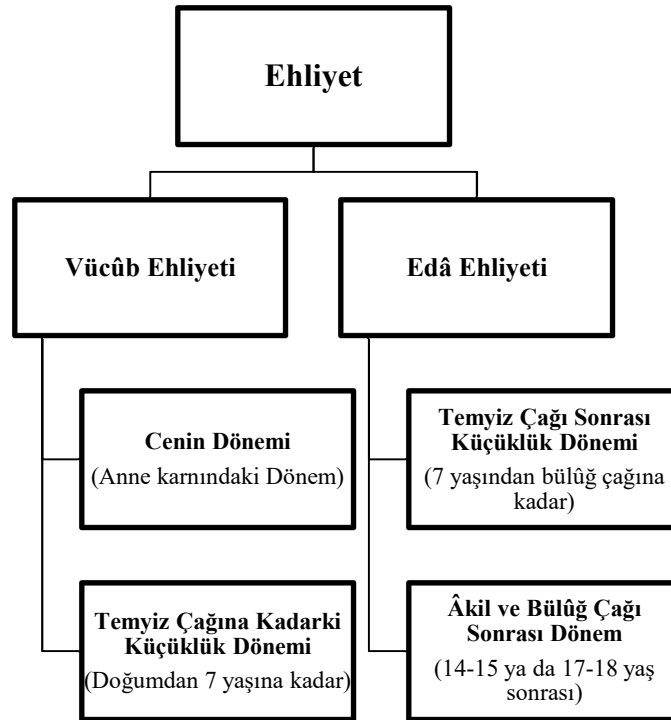 Ehliyet
Vücûb Ehliyeti
Edâ Ehliyeti
Cenin Dönemi
(Anne karnındaki Dönem)
Temyiz Çağı Sonrası
Küçüklük Dönemi
(7 yaşından bülûğ çağına
kadar)
Temyiz Çağına Kadarki
Küçüklük Dönemi
(Doğumdan 7 yaşına kadar)
Âkil ve Bülûğ Çağı
Sonrası Dönem
(14-15 ya da 17-18 yaş
sonrası)